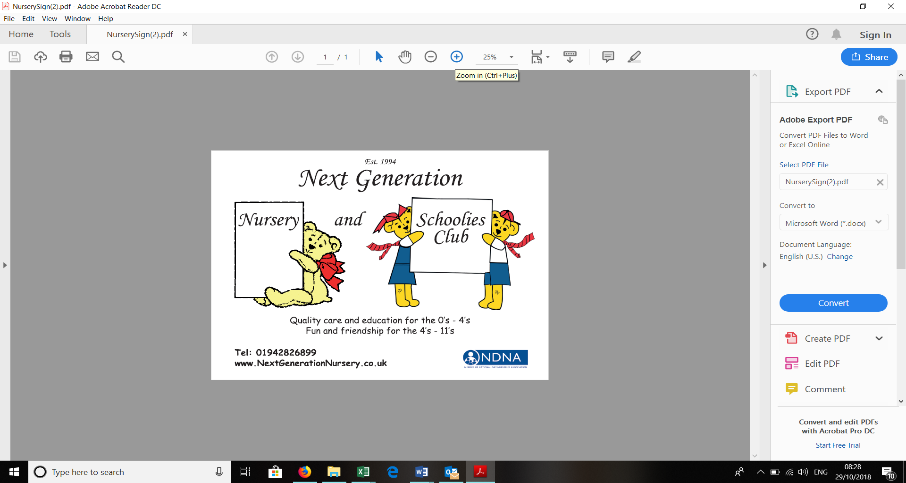 NurserySign(2).pdf - Adobe Acrobat Reader DC
File Edit View Window Help
Home Tools NurserySign(2).pdf × Sign In
1 / 1 25% Share
Zoom in (Ctrl+Plus)
Est. 1994
Next Generation
Nursery and Schoolies
Club
Quality care and education for the 0's - 4's
Fun and friendship for the 4's - 11's
Tel: 01942826899
www.NextGenerationNursery.co.uk
NDNA
Export PDF
Adobe Export PDF
Convert PDF Files to Word
or Excel Online
Select PDF File
NurserySign(2).pdf
Convert to
Microsoft Word (*.docx)
Document Language:
English (U.S.) Change
Convert
Create PDF
Edit PDF
Comment
Convert and edit PDFs
with Acrobat Pro DC
Start Free Trial
Type here to search
ENG
08:28
29/10/2018